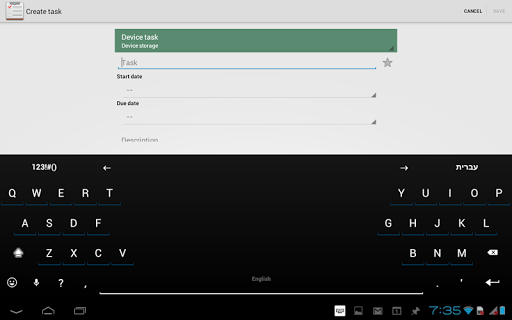 Create task
CANCEL
SAVE
Device task
Device storage
Task
Start date
--
Due date
--
Description
123!#()
←
→
עברית
Q W E R T Y U I O P
A S D F G H J K L
Z X C V B N M
? , English . '
7:35